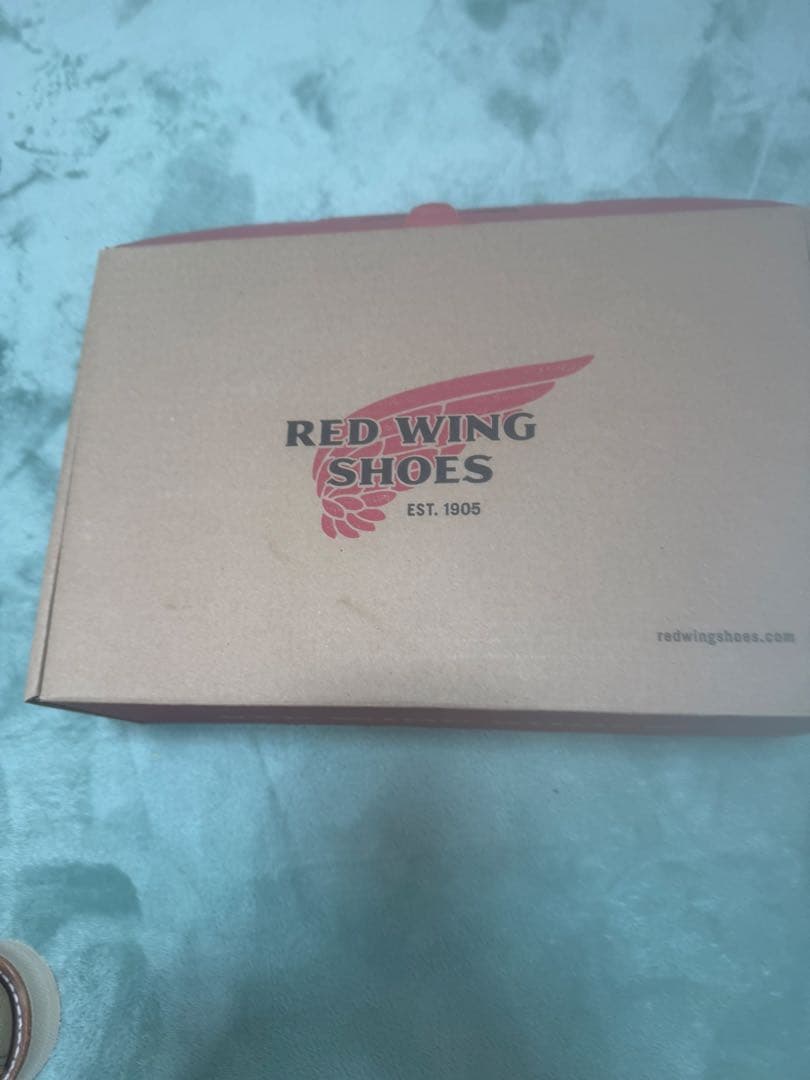 RED WING
SHOES
EST. 1905
redwingshoes.com